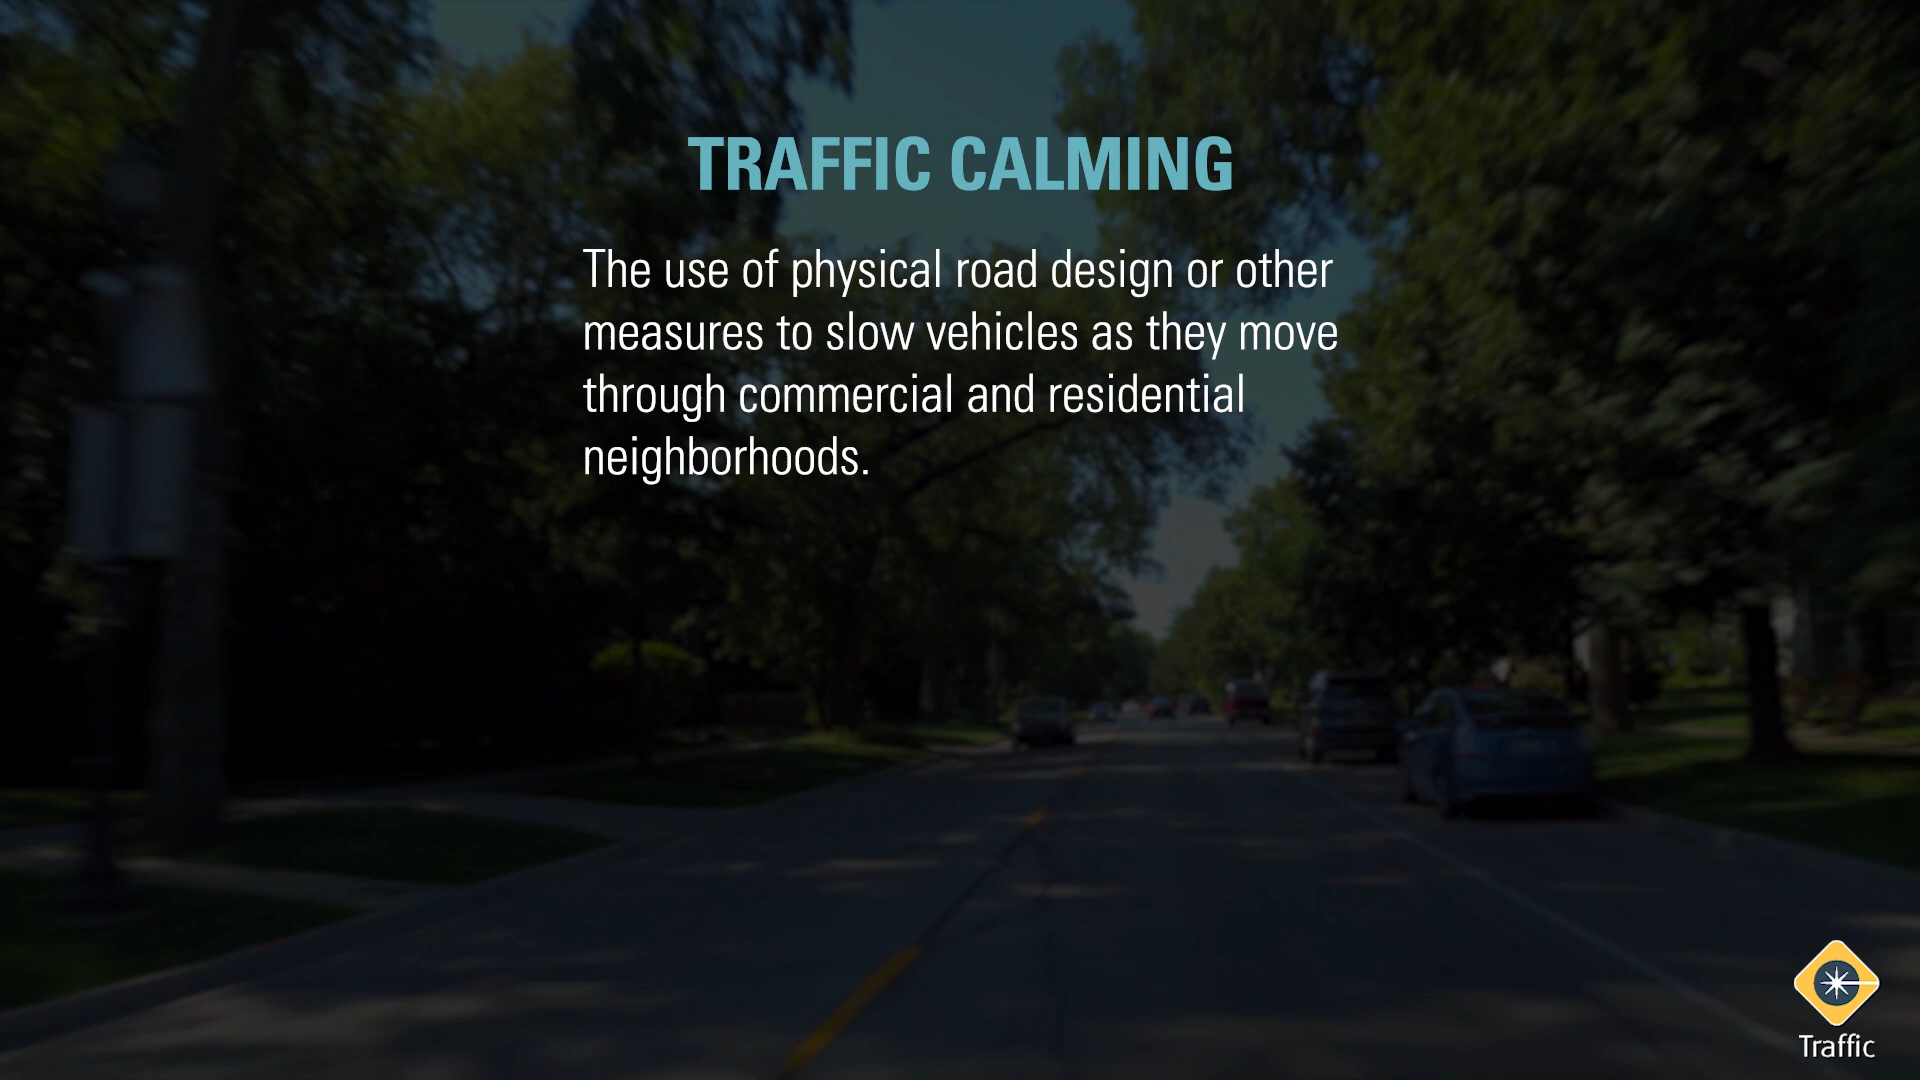 TRAFFIC CALMING
The use of physical road design or other
measures to slow vehicles as they move
through commercial and residential
neighborhoods.
Traffic